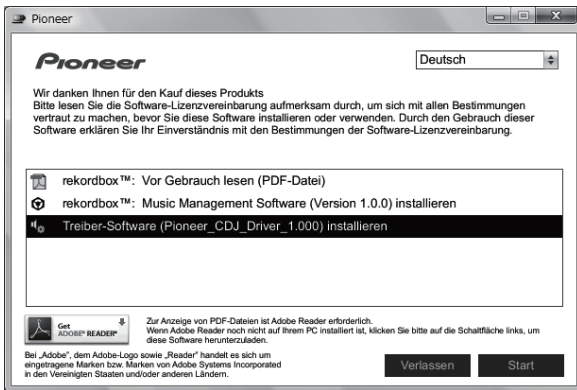 Pioneer
Pioneer
Deutsch
Wir danken Ihnen für den Kauf dieses Produkts
Bitte lesen Sie die Software-Lizenzvereinbarung aufmerksam durch, um sich mit allen Bestimmungen
vertraut zu machen, bevor Sie diese Software installieren oder verwenden. Durch den Gebrauch dieser
Software erklären Sie Ihr Einverständnis mit den Bestimmungen der Software-Lizenzvereinbarung.
rekordbox™: Vor Gebrauch lesen (PDF-Datei)
rekordbox™: Music Management Software (Version 1.0.0) installieren
Treiber-Software (Pioneer_CDJ_Driver_1.000) installieren
Get
ADOBE® READER®
Zur Anzeige von PDF-Dateien ist Adobe Reader erforderlich.
Wenn Adobe Reader noch nicht auf Ihrem PC installiert ist, klicken Sie bitte auf die Schaltfläche links, um
diese Software herunterzuladen.
Bei „Adobe", dem Adobe-Logo sowie „Reader" handelt es sich um
eingetragene Marken bzw. Marken von Adobe Systems Incorporated
in den Vereinigten Staaten und/oder anderen Ländern.
Verlassen
Start